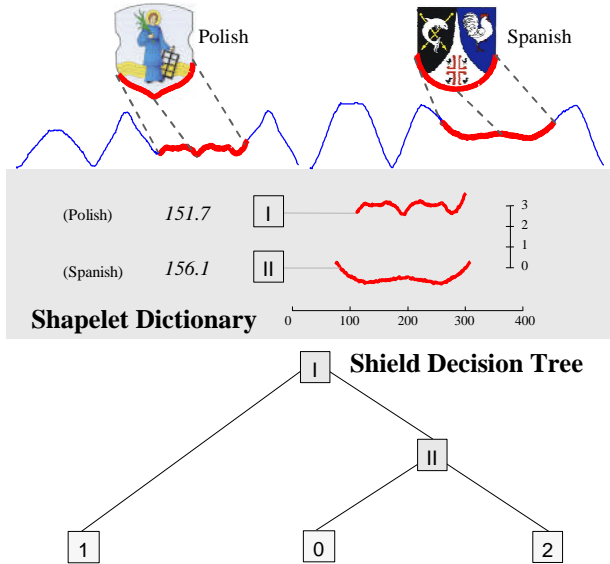 Polish
Spanish
(Polish) 151.7 I
3
2
1
(Spanish) 156.1 II
0
Shapelet Dictionary
0 100 200 300 400
Shield Decision Tree
I
II
1 0 2